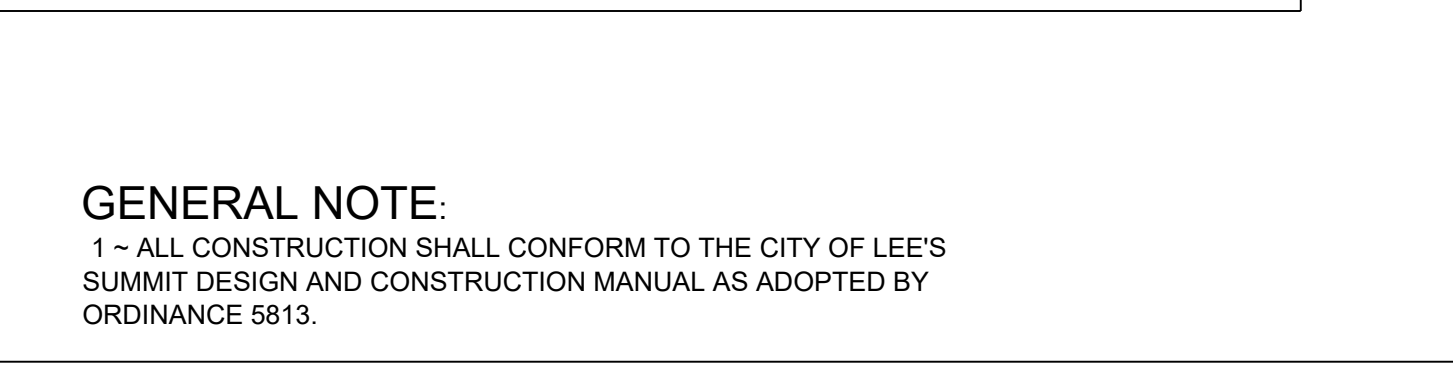 GENERAL NOTE:
1 ~ ALL CONSTRUCTION SHALL CONFORM TO THE CITY OF LEE'S
SUMMIT DESIGN AND CONSTRUCTION MANUAL AS ADOPTED BY
ORDINANCE 5813.